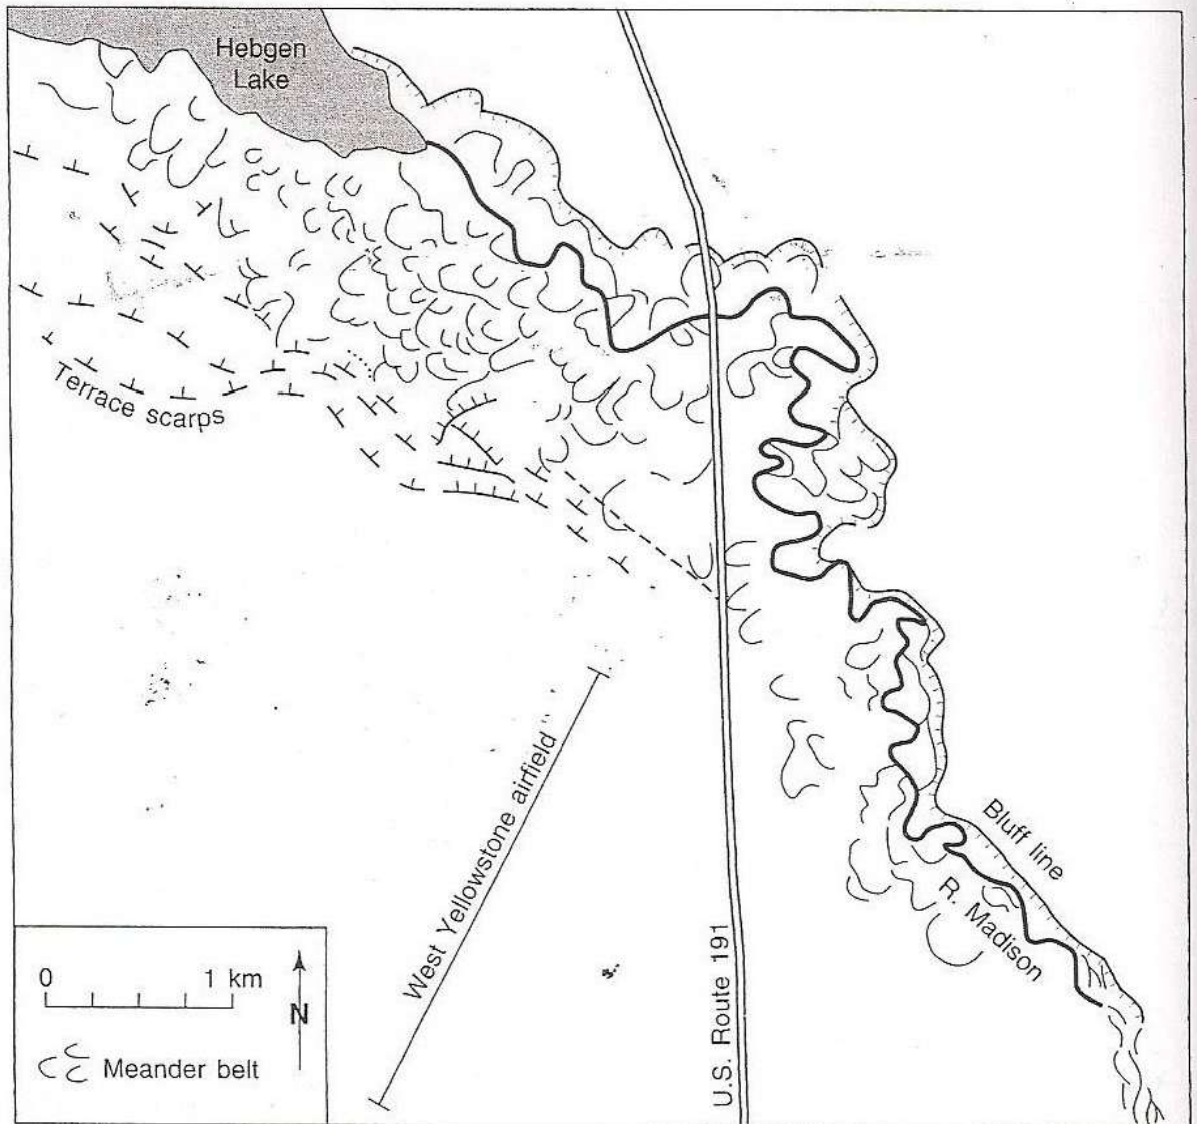 Hebgen
Lake
Terrace scarps
West Yellowstone airfield
U.S. Route 191
Bluff line
R. Madison
0 1 km
N
Meander belt